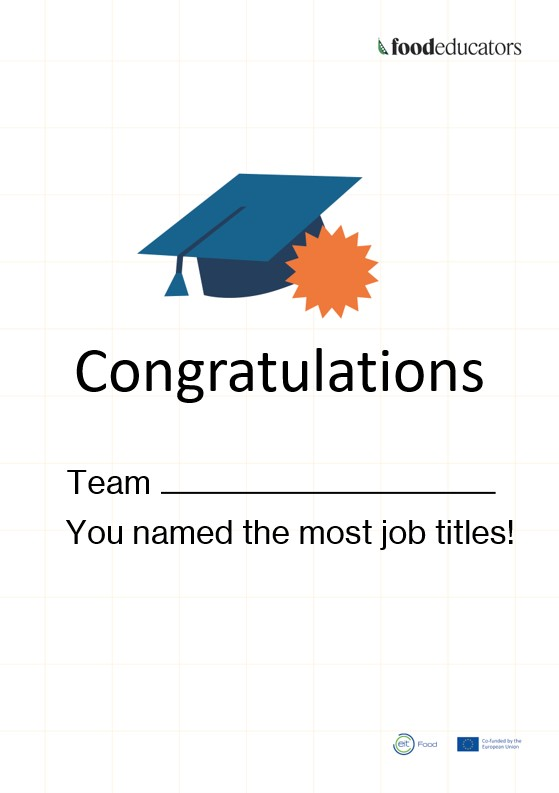 foodeducators
Congratulations
Team
You named the most job titles!
eit Food
Co-funded by the
European Union